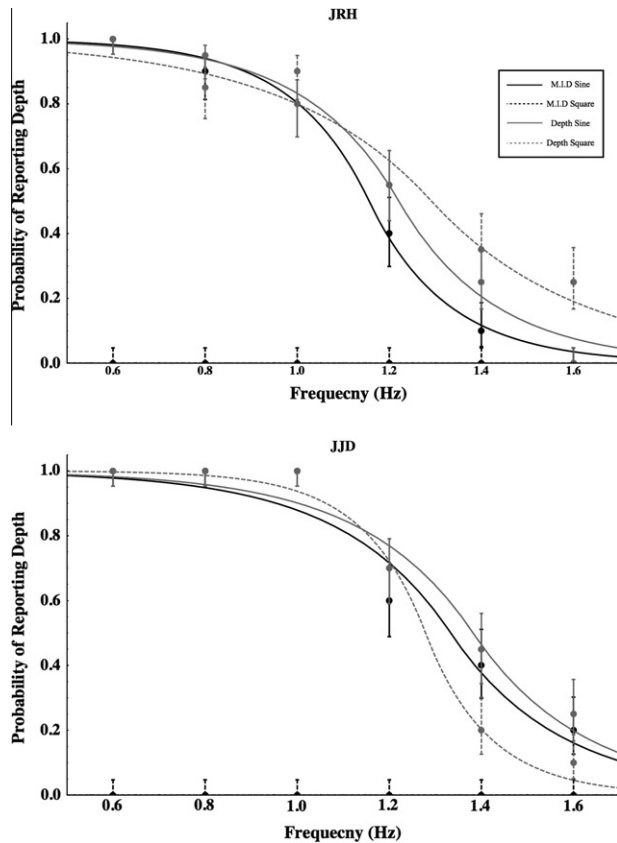 JRH
1.0
0.8
0.6
0.4
0.2
0.0
Probability of Reporting Depth
M.I.D Sine
M.I.D Square
Depth Sine
Depth Square
0.6 0.8 1.0 1.2 1.4 1.6
Frequecny (Hz)
JJD
1.0
0.8
0.6
0.4
0.2
0.0
Probability of Reporting Depth
0.6 0.8 1.0 1.2 1.4 1.6
Frequecny (Hz)